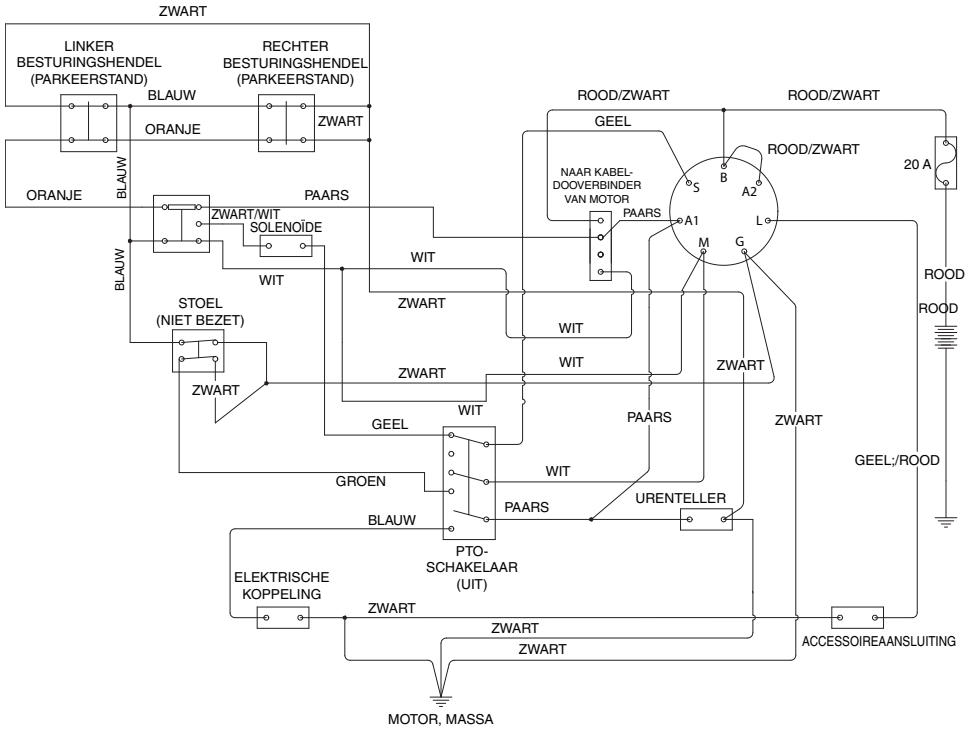 ZWART
LINKER
BESTURINGSHENDEL
(PARKEERSTAND)
RECHTER
BESTURINGSHENDEL
(PARKEERSTAND)
BLAUW
ZWART
ORANJE
ROOD/ZWART
ROOD/ZWART
GEEL
ROOD/ZWART
20 A
NAAR KABEL-
DOOVERBINDER
VAN MOTOR
S
B
A2
BLAUW
ORANJE
PAARS
ZWART/WIT
SOLENOÏDE
PAARS
A1
L
M
G
BLAUW
WIT
WIT
ROOD
ROOD
ZWART
STOEL
(NIET BEZET)
WIT
WIT
ZWART
ZWART
ZWART
WIT
PAARS
ZWART
GEEL
GEEL;/ROOD
GROEN
WIT
PAARS
URENTELLER
BLAUW
PTO-
SCHAKELAAR
(UIT)
ELEKTRISCHE
KOPPELING
ZWART
ZWART
ZWART
ACCESSOIREAANSLUITING
MOTOR, MASSA